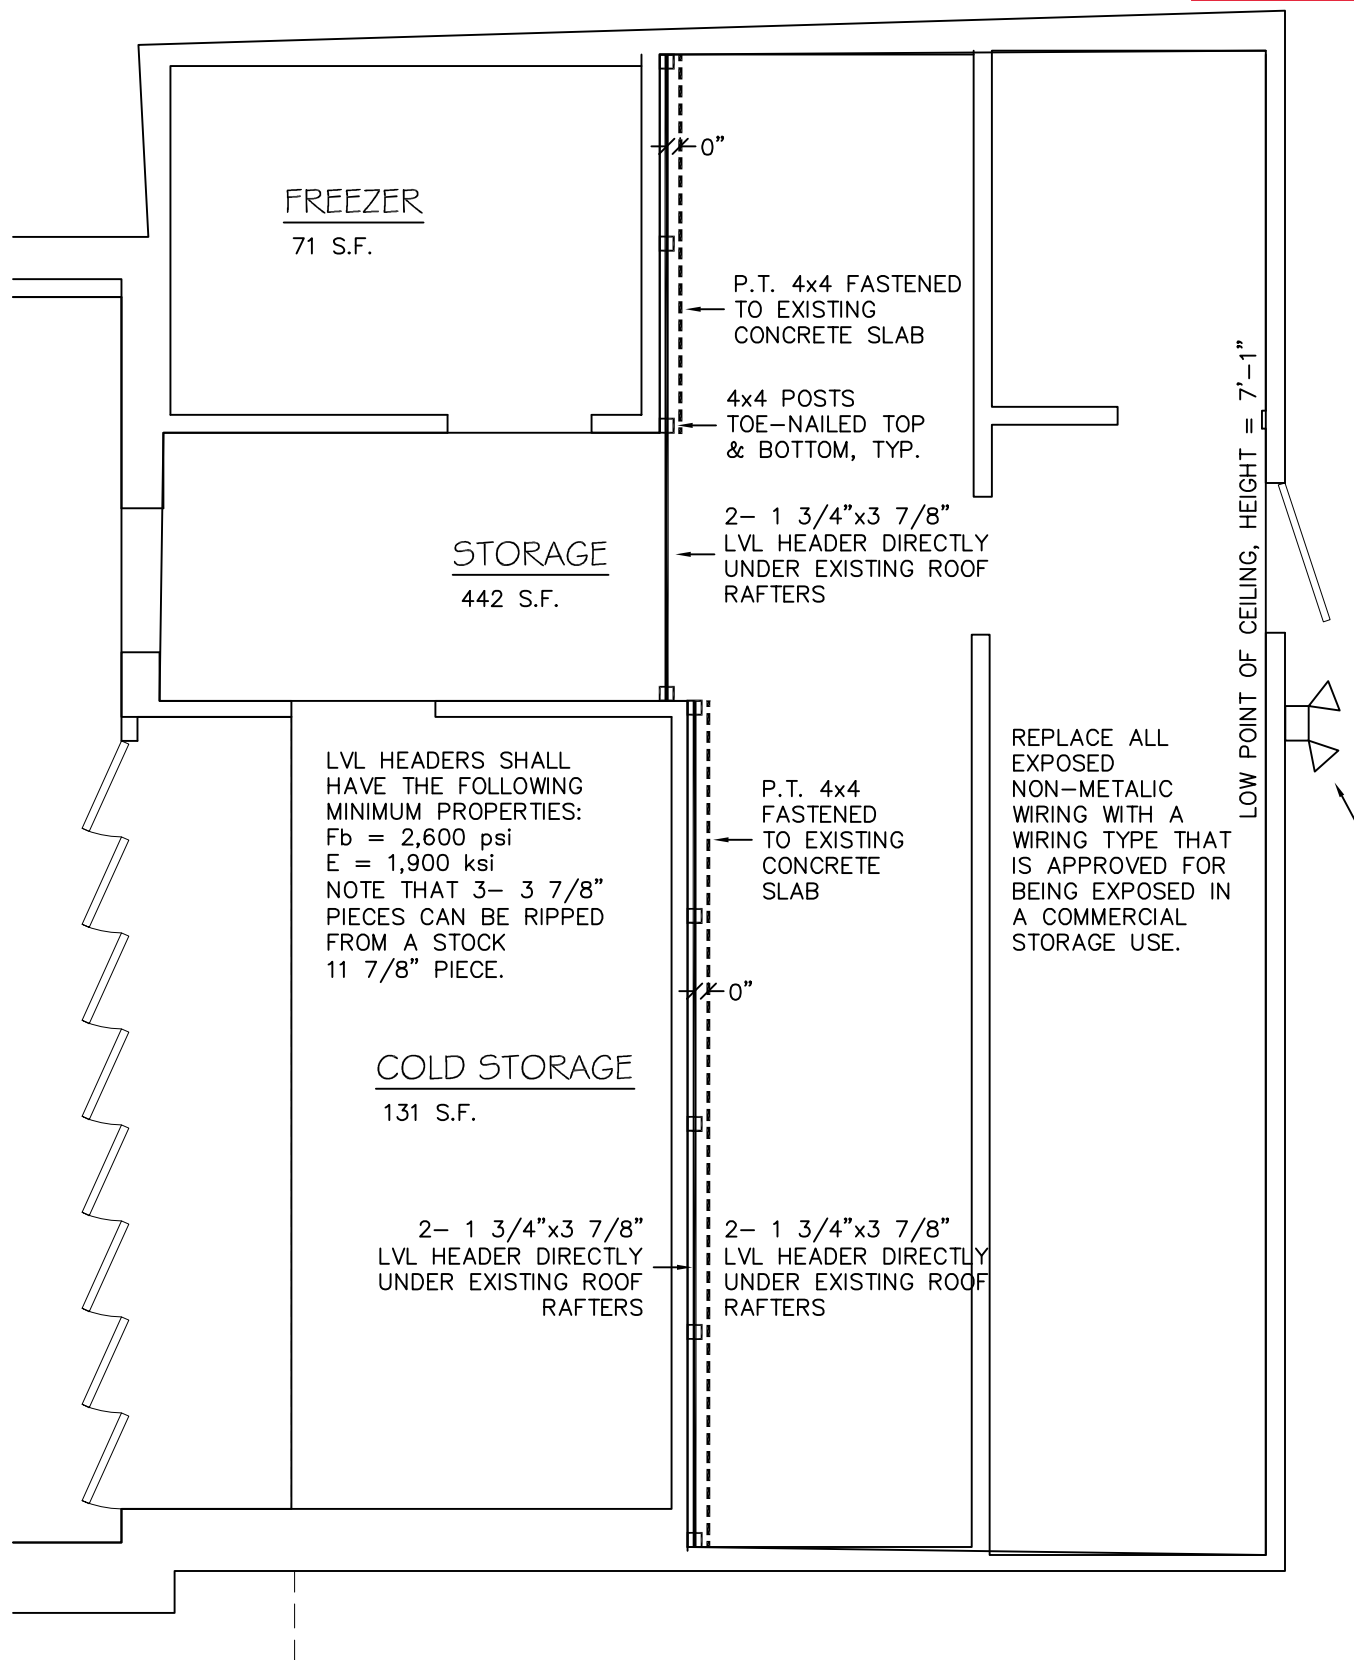 0"
FREEZER
71 S.F.
P.T. 4x4 FASTENED
TO EXISTING
CONCRETE SLAB
4x4 POSTS
TOE-NAILED TOP
& BOTTOM, TYP.
LOW POINT OF CEILING, HEIGHT = 7'-1"
2- 1 3/4"x3 7/8"
LVL HEADER DIRECTLY
UNDER EXISTING ROOF
RAFTERS
STORAGE
442 S.F.
LVL HEADERS SHALL
HAVE THE FOLLOWING
MINIMUM PROPERTIES:
Fb = 2,600 psi
E = 1,900 ksi
NOTE THAT 3- 3 7/8"
PIECES CAN BE RIPPED
FROM A STOCK
11 7/8" PIECE.
P.T. 4x4
FASTENED
TO EXISTING
CONCRETE
SLAB
REPLACE ALL
EXPOSED
NON-METALIC
WIRING WITH A
WIRING TYPE THAT
IS APPROVED FOR
BEING EXPOSED IN
A COMMERCIAL
STORAGE USE.
0"
COLD STORAGE
131 S.F.
2- 1 3/4"x3 7/8"
LVL HEADER DIRECTLY
UNDER EXISTING ROOF
RAFTERS
2- 1 3/4"x3 7/8"
LVL HEADER DIRECTLY
UNDER EXISTING ROOF
RAFTERS